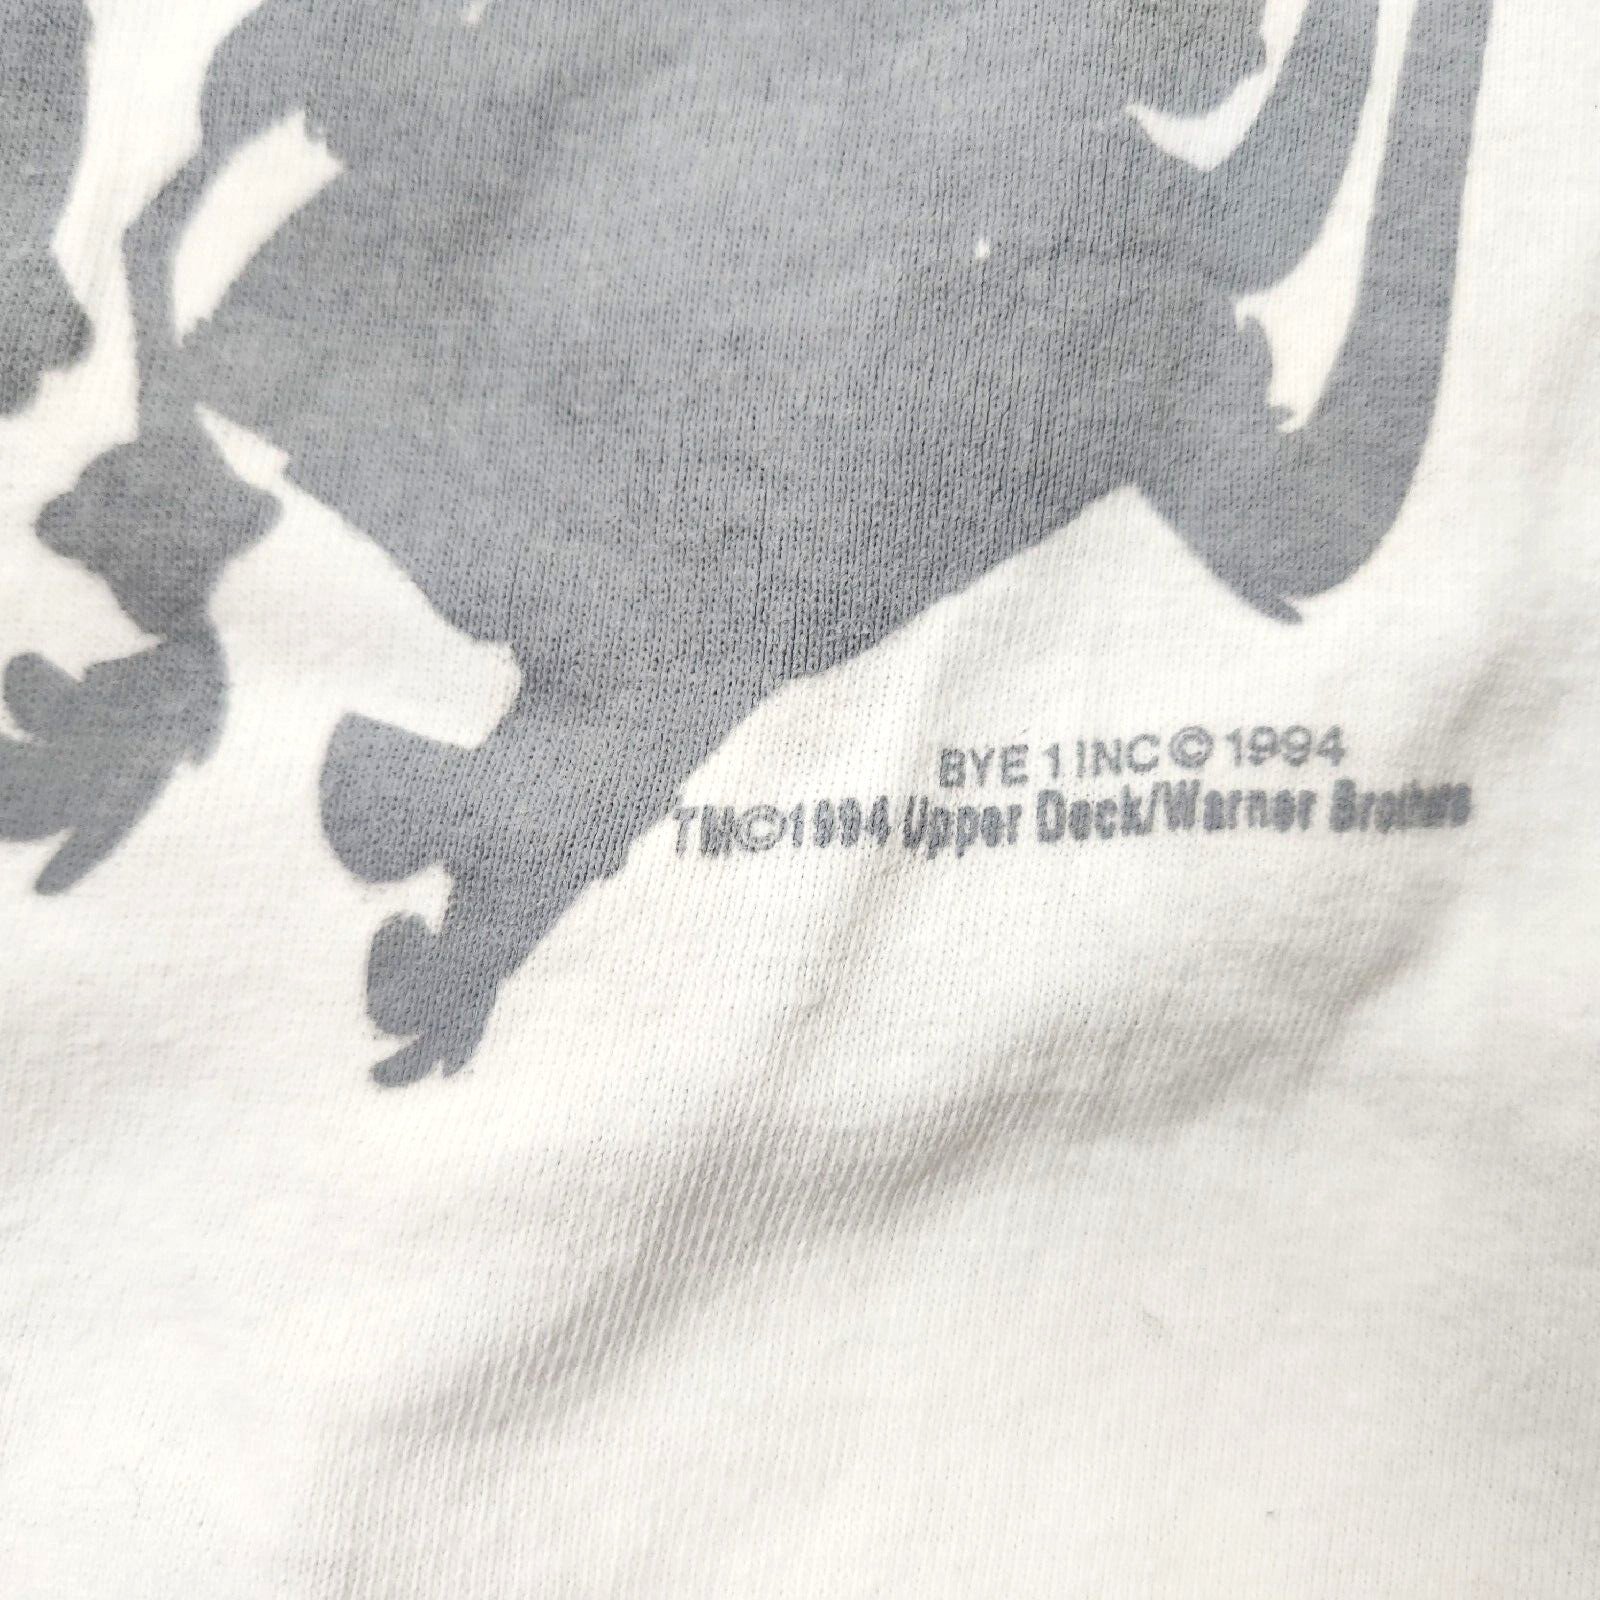 BYE 1 INC © 1994
TM©1994 Upper Deck/Warner Brothers